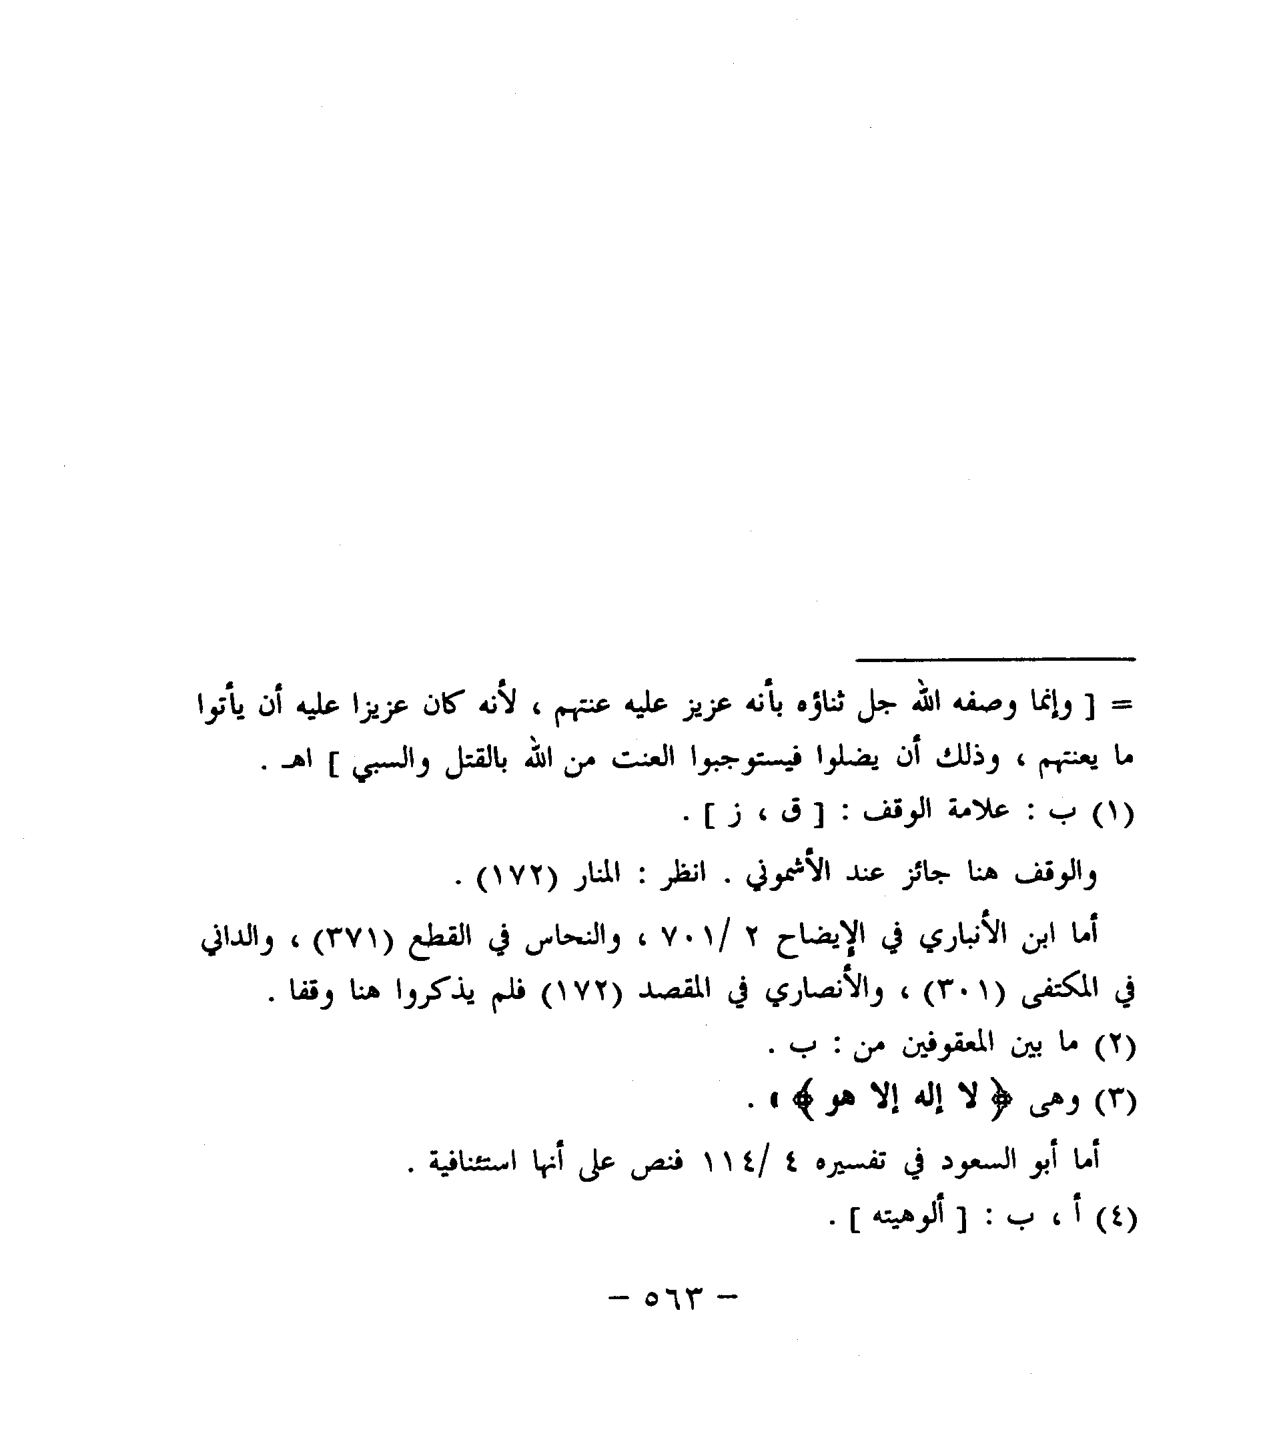 = [ وإنما وصفه الله جل ثناؤه بأنه عزيز عليه عنتهم ، لأنه كان عزيزا عليه أن يأتوا
ما يعنتهم ، وذلك أن يضلوا فيستوجبوا العنت من الله بالقتل والسبي ] اهـ .
(١) ب : علامة الوقف : [ ق ، ز ] .
والوقف هنا جائز عند الأشموني . انظر : المنار (١٧٢) .
أما ابن الأنباري في الإيضاح ٢ /٧٠١ ، والنحاس في القطع (٣٧١) ، والداني
في المكتفى (٣٠١) ، والأنصاري في المقصد (١٧٢) فلم يذكروا هنا وقفا .
(٢) ما بين المعقوفين من : ب .
(٣) وهى ﴿ لا إله إلا هو ﴾ ، .
أما أبو السعود في تفسيره ٤ /١١٤ فنص على أنها استئنافية .
(٤) أ ، ب : [ ألوهيته ] .
– ٥٦٣ –